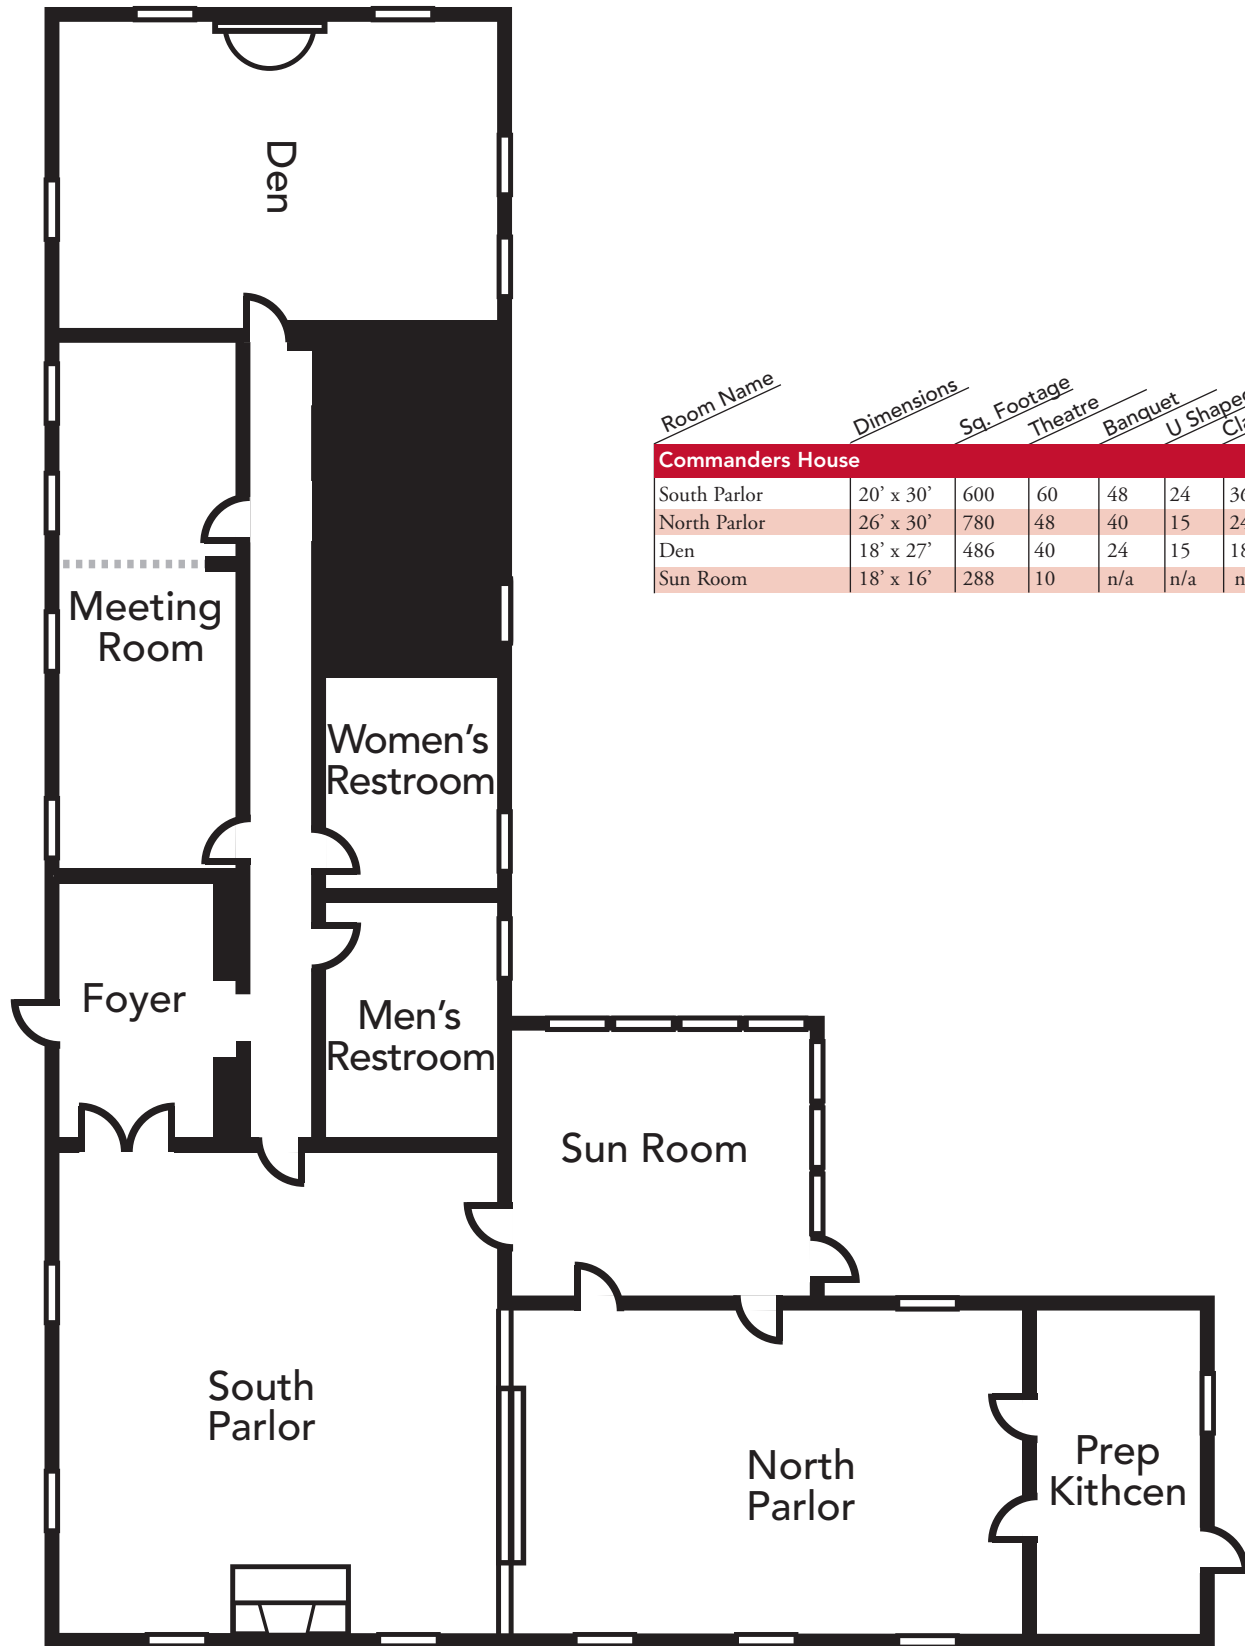 Den
Room Name Dimensions Sq. Footage Theatre Banquet U Shaped
Commanders House
South Parlor 20’ x 30’ 600 60 48 24
North Parlor 26’ x 30’ 780 48 40 15
Den 18’ x 27’ 486 40 24 15
Sun Room 18’ x 16’ 288 10 n/a n/a
Meeting
Room
Women’s
Restroom
Foyer
Men’s
Restroom
Sun Room
South
Parlor
North
Parlor
Prep
Kithcen